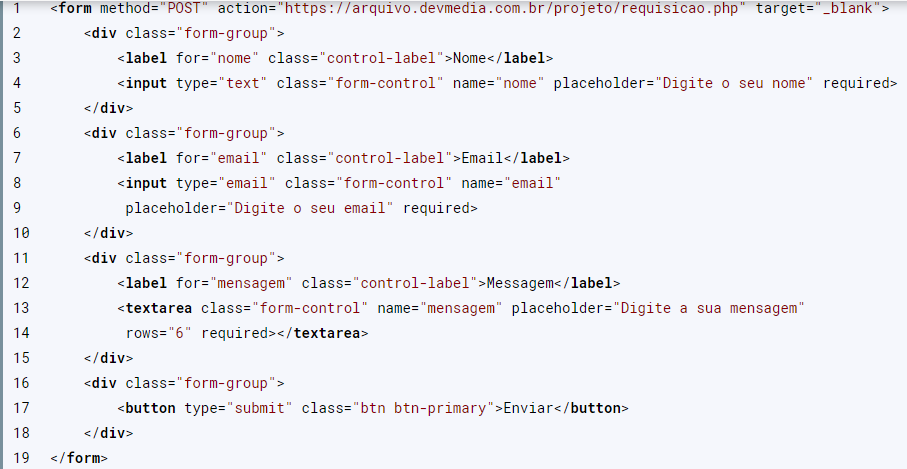 1 <form method="POST" action="https://arquivo.devmedia.com.br/projeto/requisicao.php" target="_blank">
2 <div class="form-group">
3 <label for="nome" class="control-label">Nome</label>
4 <input type="text" class="form-control" name="nome" placeholder="Digite o seu nome" required>
5 </div>
6 <div class="form-group">
7 <label for="email" class="control-label">Email</label>
8 <input type="email" class="form-control" name="email"
9 placeholder="Digite o seu email" required>
10 </div>
11 <div class="form-group">
12 <label for="mensagem" class="control-label">Messagem</label>
13 <textarea class="form-control" name="mensagem" placeholder="Digite a sua mensagem"
14 rows="6" required></textarea>
15 </div>
16 <div class="form-group">
17 <button type="submit" class="btn btn-primary">Enviar</button>
18 </div>
19 </form>